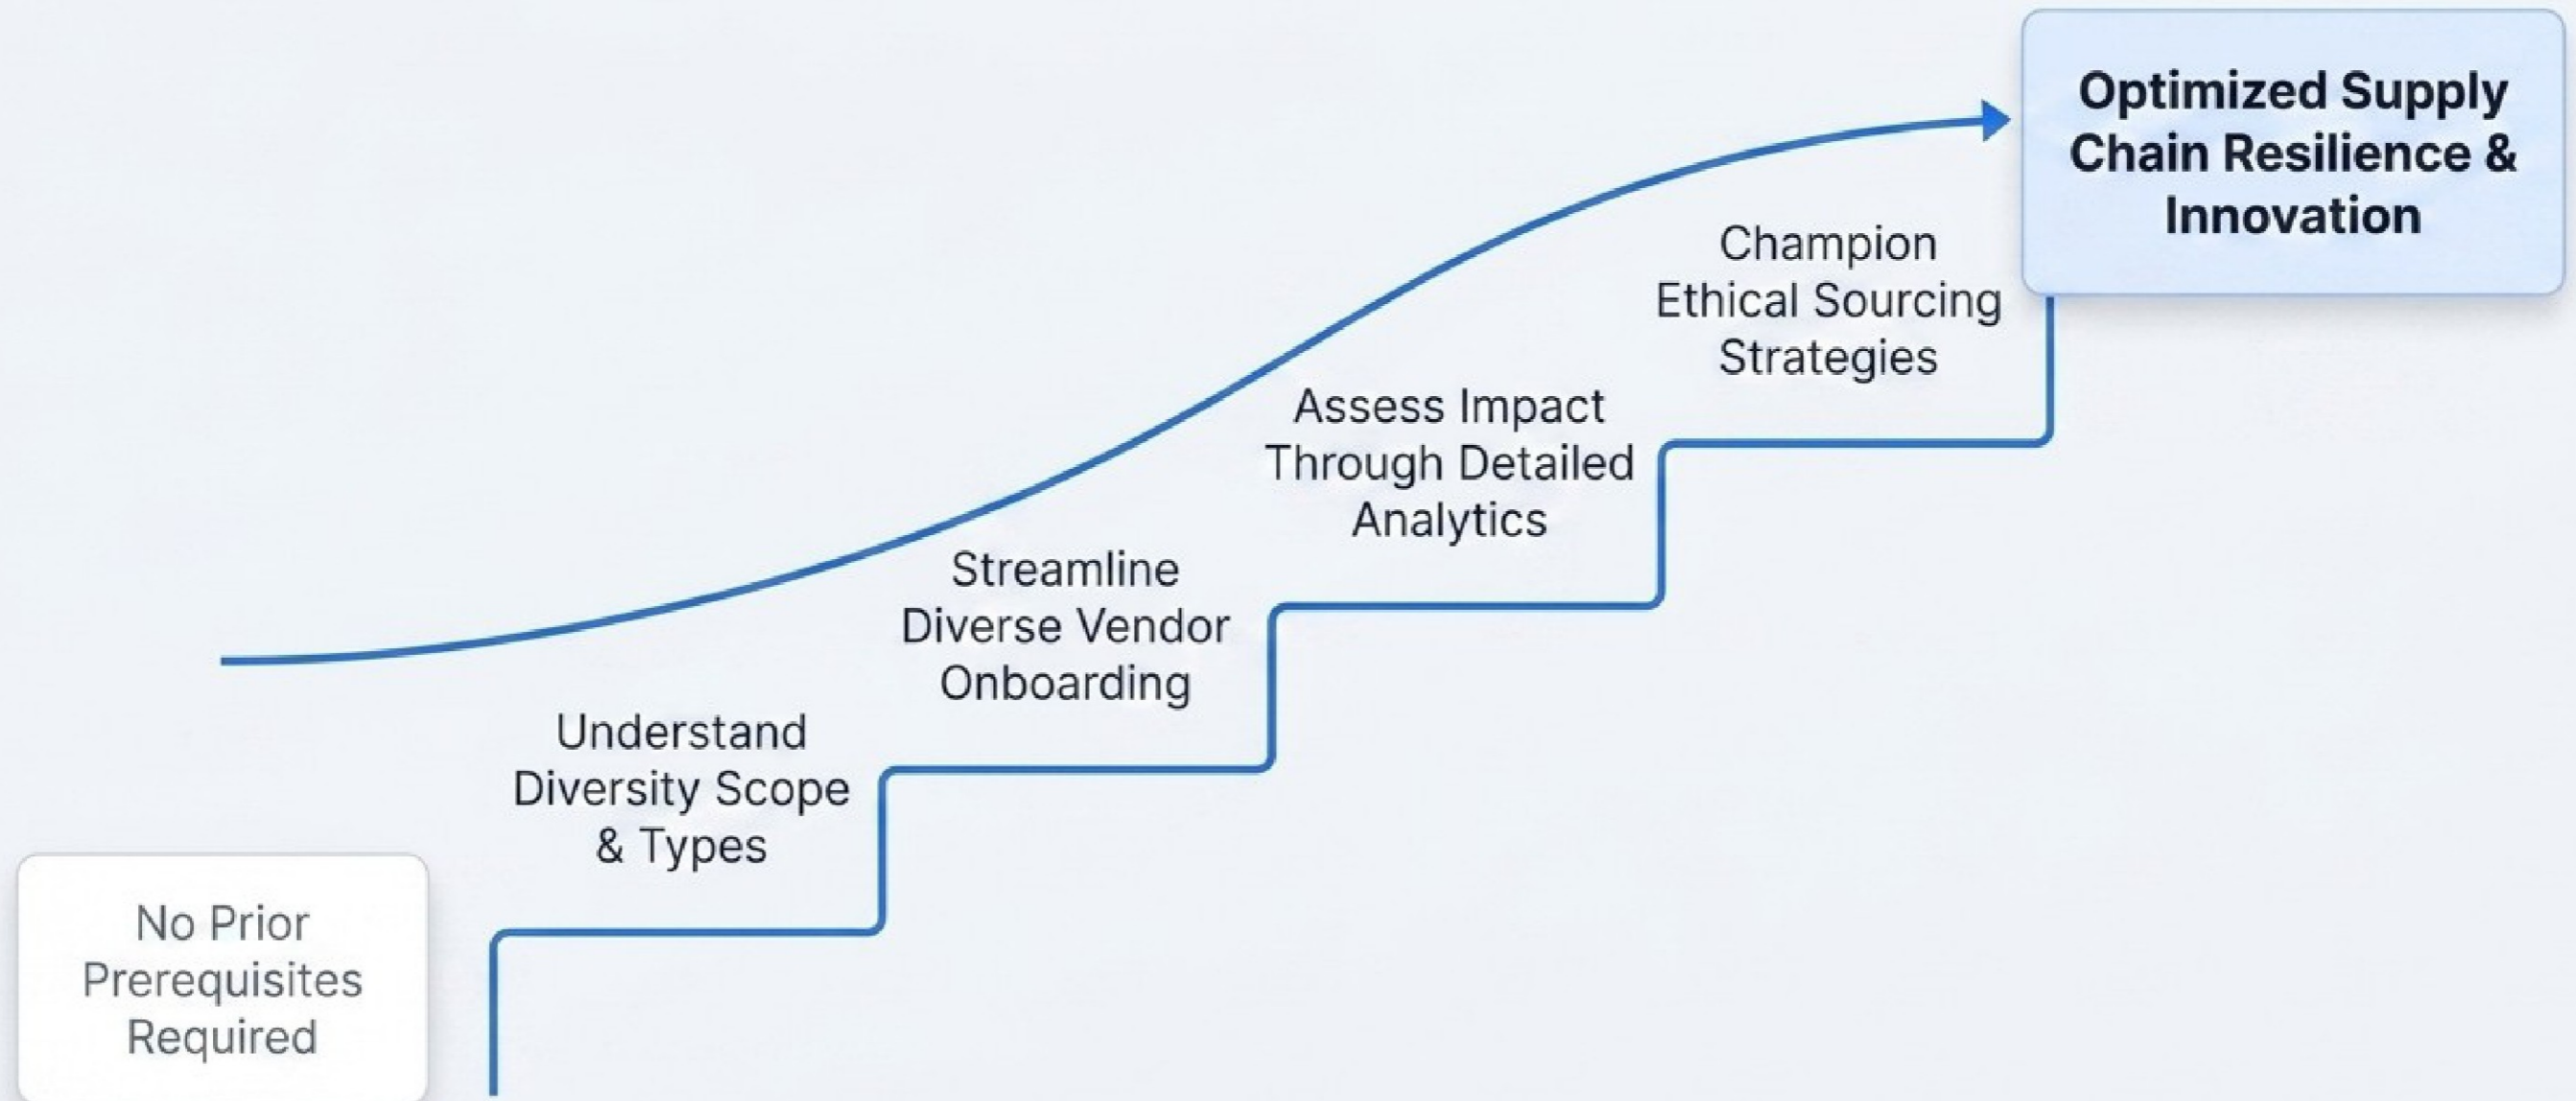 No Prior
Prerequisites
Required
Understand
Diversity Scope
& Types
Streamline
Diverse Vendor
Onboarding
Assess Impact
Through Detailed
Analytics
Champion
Ethical Sourcing
Strategies
Optimized Supply
Chain Resilience &
Innovation